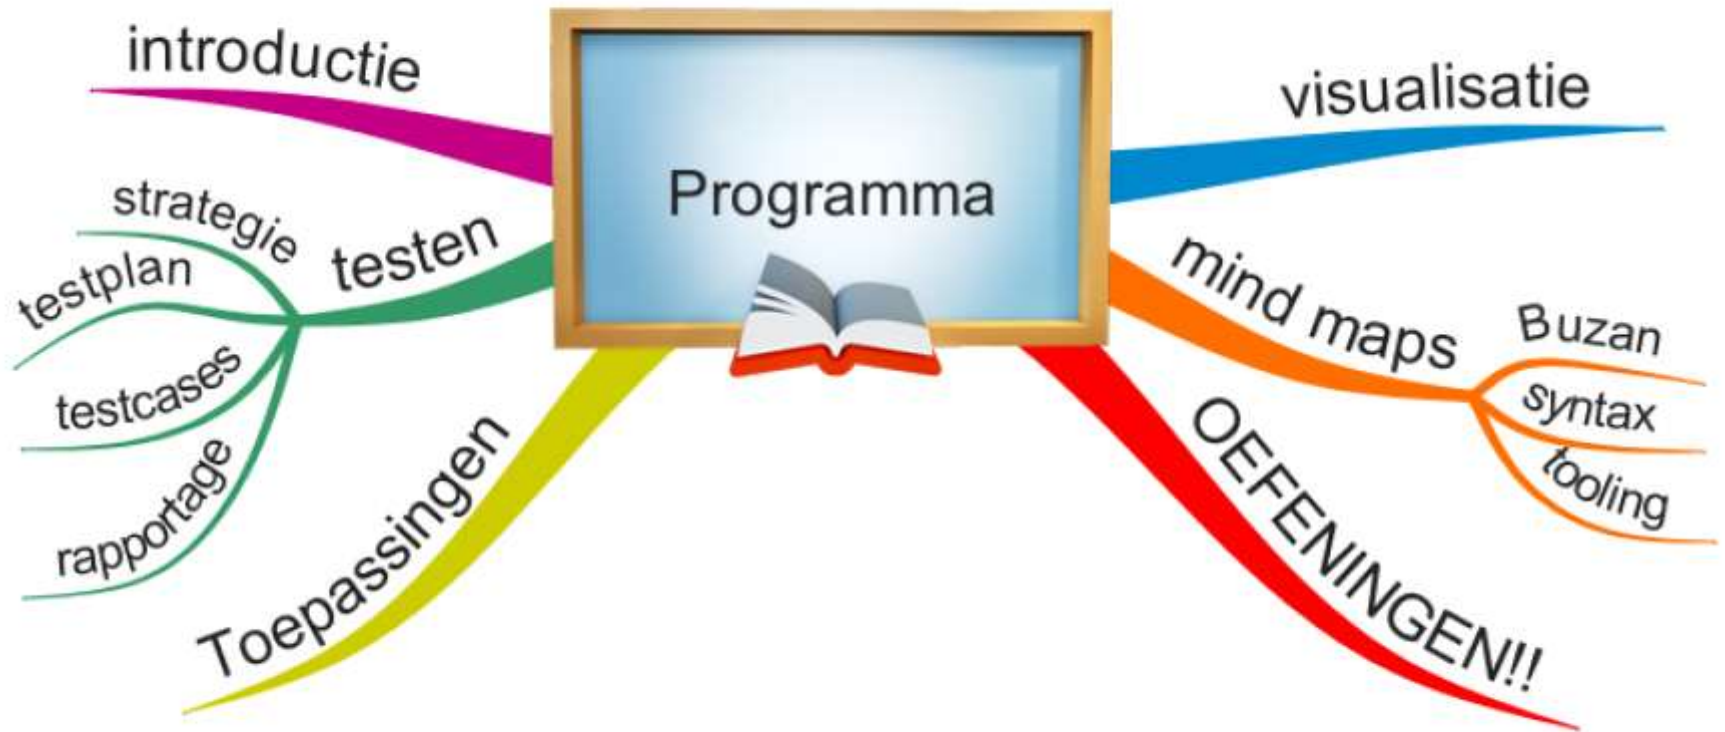 Programma
introductie
visualisatie
testen
strategie
testplan
testcases
rapportage
mind maps
Buzan
syntax
tooling
Toepassingen
OEFENINGEN!!